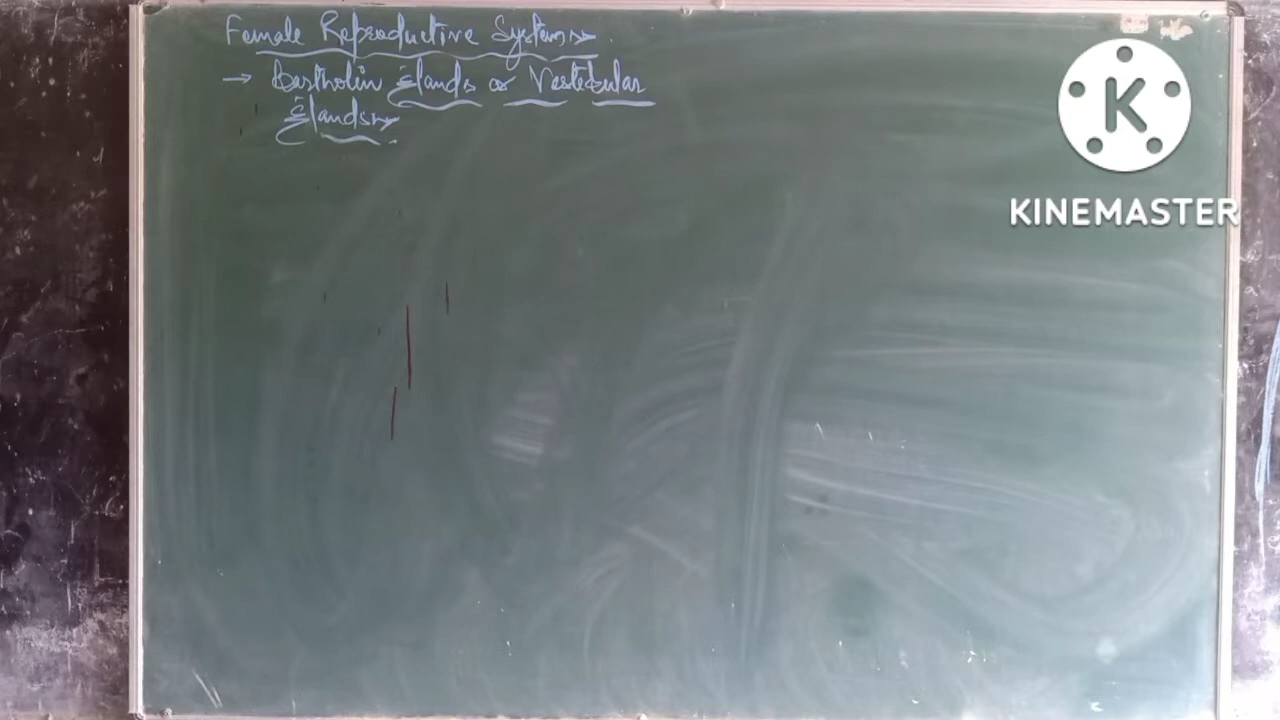 Female Reproductive System
→ Bartholin Glands or Vestibular
Glands
KINEMASTER